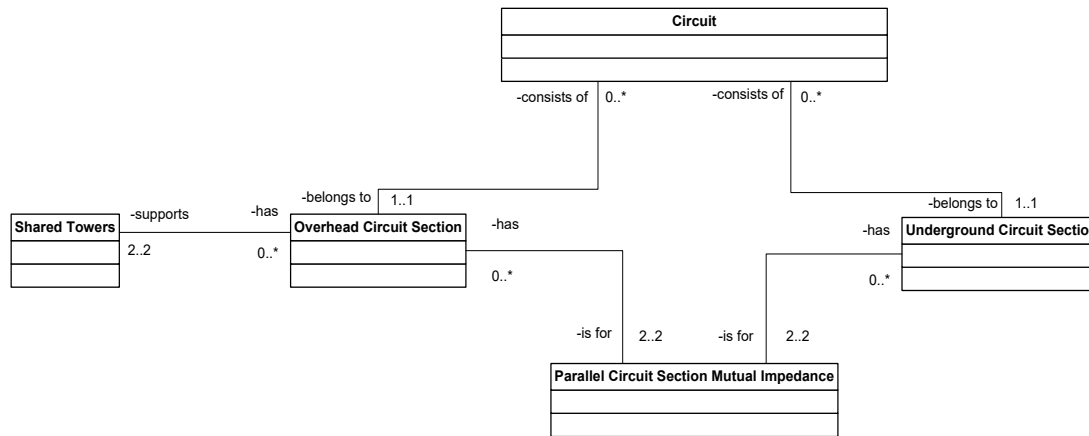 Circuit
-consists of 0..*
-consists of 0..*
-belongs to 1..1
-belongs to 1..1
Shared Towers
-supports
2..2
-has
0..*
Overhead Circuit Section
-has
0..*
-has
0..*
Underground Circuit Sectio
-is for 2..2
-is for 2..2
Parallel Circuit Section Mutual Impedance